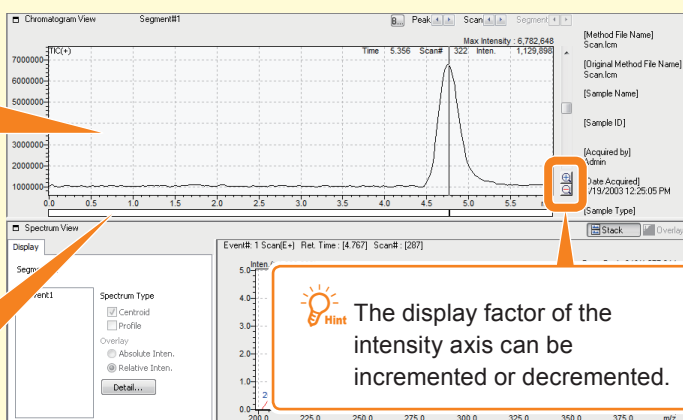 Chromatogram View Segment#1 B... Peak Scan Segment
Max Intensity : 6,782,648
TIC(+) Time 5.356 Scan# 322 Inten. 1,129,898
7000000
6000000
5000000
3000000
2000000
1000000
0.0 0.5 1.0 1.5 2.0 2.5 3.0 3.5 4.0 4.5 5.0 5.5
[Method File Name]
Scan.lcm
[Original Method File Name]
Scan.lcm
[Sample Name]
[Sample ID]
[Acquired by]
Admin
Date Acquired]
/19/2003 12:25:05 PM
[Sample Type]
Spectrum View
Stack Overlay
Display
Event#: 1 Scan(E+) Ret. Time : [4.767] Scan# : [287]
Segm
Event1
Spectrum Type
Centroid
Profile
Overlay
Absolute Inten.
Relative Inten.
Detail...
Inten.
5.0
4.0
3.0
2.0
1.0
0.0
2
200.0 225.0 250.0 275.0 300.0 325.0 350.0 375.0 m/z
Hint
The display factor of the
intensity axis can be
incremented or decremented.